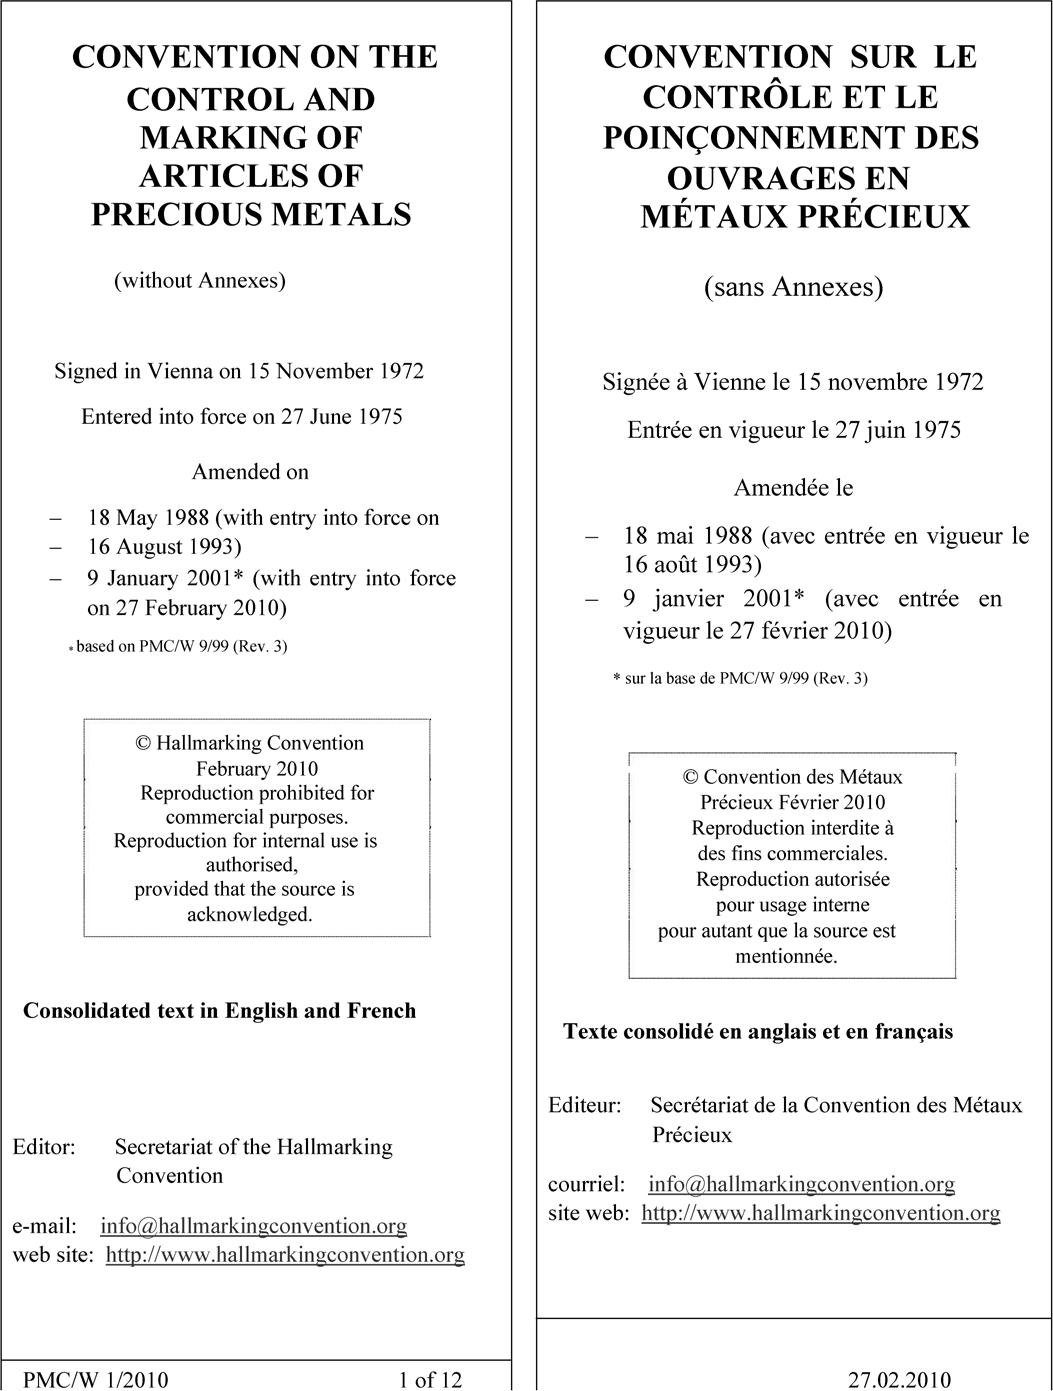 CONVENTION ON THE
CONTROL AND
MARKING OF
ARTICLES OF
PRECIOUS METALS
(without Annexes)
Signed in Vienna on 15 November 1972
Entered into force on 27 June 1975
Amended on
– 18 May 1988 (with entry into force on
– 16 August 1993)
– 9 January 2001* (with entry into force
on 27 February 2010)
* based on PMC/W 9/99 (Rev. 3)
© Hallmarking Convention
February 2010
Reproduction prohibited for
commercial purposes.
Reproduction for internal use is
authorised,
provided that the source is
acknowledged.
Consolidated text in English and French
Editor: Secretariat of the Hallmarking
Convention
e-mail: info@hallmarkingconvention.org
web site: http://www.hallmarkingconvention.org
PMC/W 1/2010 1 of 12
CONVENTION SUR LE
CONTRÔLE ET LE
POINÇONNEMENT DES
OUVRAGES EN
MÉTAUX PRÉCIEUX
(sans Annexes)
Signée à Vienne le 15 novembre 1972
Entrée en vigueur le 27 juin 1975
Amendée le
– 18 mai 1988 (avec entrée en vigueur le
16 août 1993)
– 9 janvier 2001* (avec entrée en
vigueur le 27 février 2010)
* sur la base de PMC/W 9/99 (Rev. 3)
© Convention des Métaux
Précieux Février 2010
Reproduction interdite à
des fins commerciales.
Reproduction autorisée
pour usage interne
pour autant que la source est
mentionnée.
Texte consolidé en anglais et en français
Editeur: Secrétariat de la Convention des Métaux
Précieux
courriel: info@hallmarkingconvention.org
site web: http://www.hallmarkingconvention.org
27.02.2010